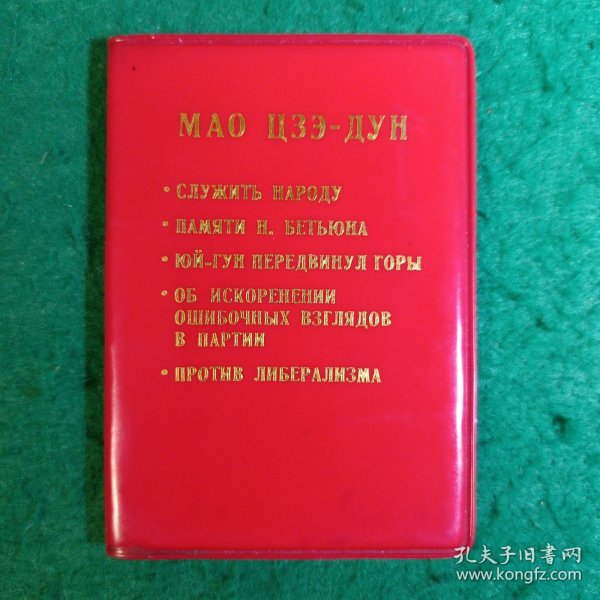 МАО ЦЗЭ-ДУН
• СЛУЖИТЬ НАРОДУ
• ПАМЯТИ Н. БЕТЬЮНА
• ЮЙ-ГУН ПЕРЕДВИНУЛ ГОРЫ
• ОБ ИСКОРЕНЕНИИ
ОШИБОЧНЫХ ВЗГЛЯДОВ
В ПАРТИИ
• ПРОТИВ ЛИБЕРАЛИЗМА
孔夫子旧书网
www.kongfz.com